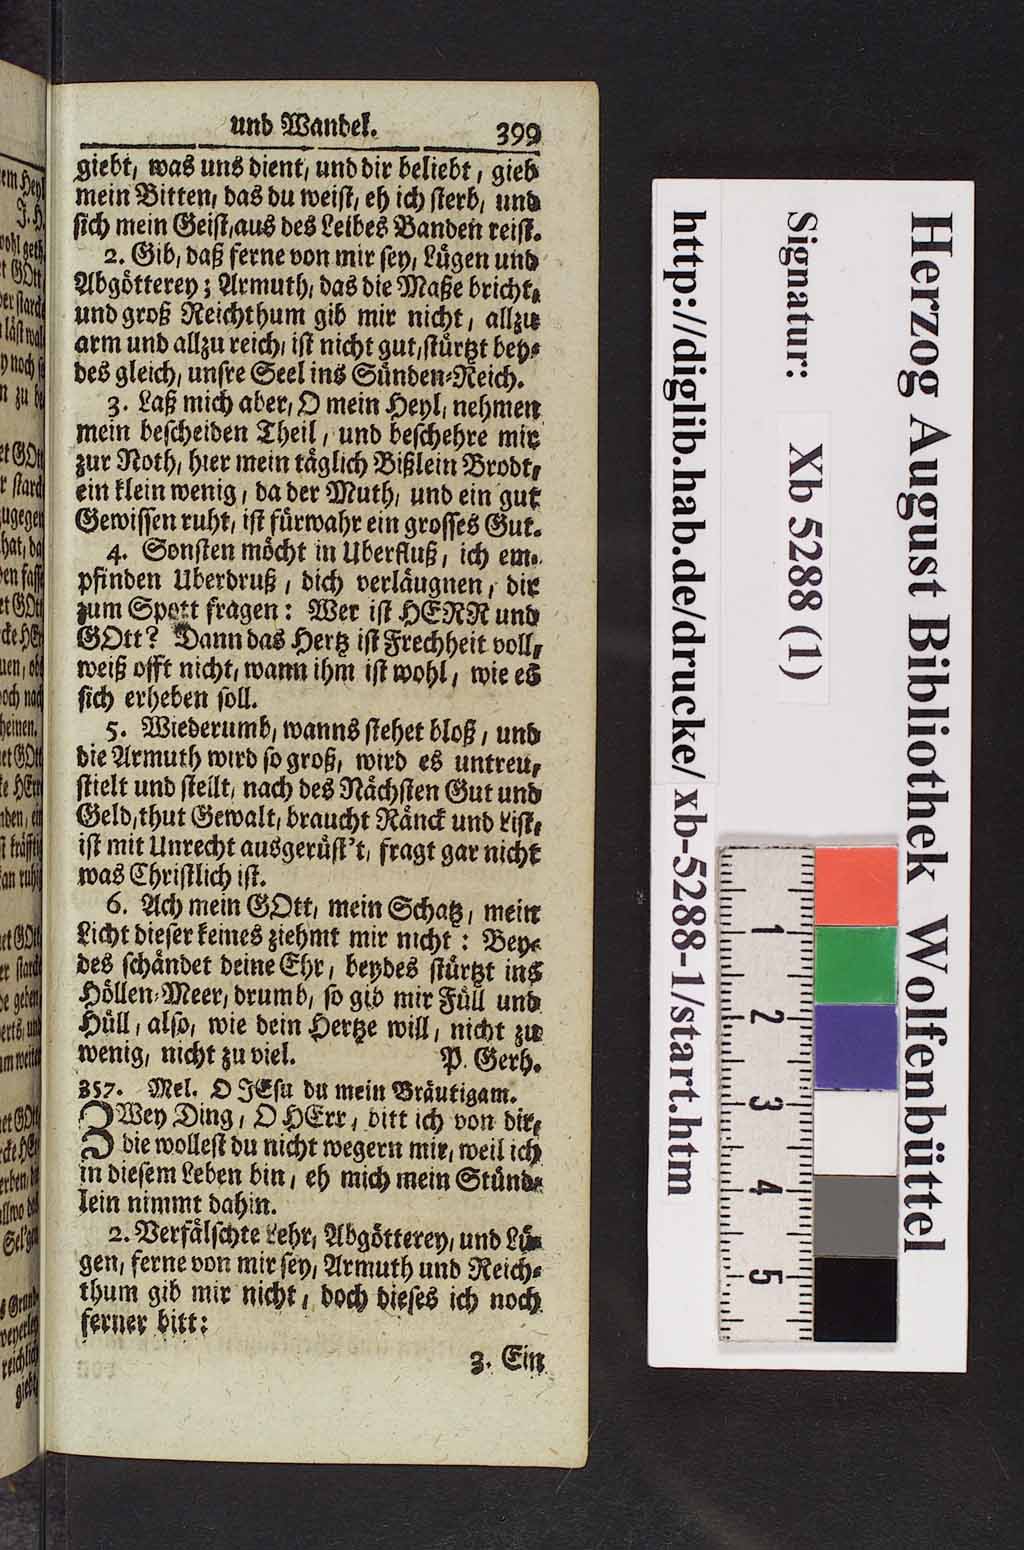 und Wandel. 399
giebt, was uns dient, und dir beliebt, gieb
mein Bitten, das du weist, eh ich sterb, und
sich mein Geist, aus des Leibes Banden reist.
2. Gib, daß ferne von mir sey, Lügen und
Abgötterey; Armuth, das die Maße bricht,
und groß Reichthum gib mir nicht, allzu
arm und allzu reich, ist nicht gut, stürtzt bey-
des gleich, unsre Seel ins Sünden-Reich.
3. Laß mich aber, O mein Heyl, nehmen
mein bescheiden Theil, und beschehre mir
zur Noth, hier mein täglich Bißlein Brodt,
ein klein wenig, da der Muth, und ein gut
Gewissen ruht, ist fürwahr ein grosses Gut.
4. Sonsten möcht in Uberfluß, ich em-
pfinden Uberdruß, dich verläugnen, dir
zum Spott fragen: Wer ist HERR und
GOtt? Dann das Hertz ist Frechheit voll,
weiß offt nicht, wann ihm ist wohl, wie es
sich erheben soll.
5. Wiederumb, wanns stehet bloß, und
die Armuth wird so groß, wird es untreu,
stielt und stellt, nach des Nächsten Gut und
Geld, thut Gewalt, braucht Ränck und List,
ist mit Unrecht ausgerüst't, fragt gar nicht
was Christlich ist.
6. Ach mein GOtt, mein Schatz, mein
Licht dieser keines ziehmt mir nicht: Bey-
des schändet deine Ehr, beydes stürtzt ins
Höllen-Meer, drumb, so gib mir Füll und
Hüll, also, wie dein Hertze will, nicht zu
wenig, nicht zu viel. P. Gerh.
357. Mel. O JEsu du mein Bräutigam.
ZWey Ding, O HErr, bitt ich von dir,
die wollest du nicht wegern mir, weil ich
in diesem Leben bin, eh mich mein Stünd-
lein nimmt dahin.
2. Verfälschte Lehr, Abgötterey, und Lü-
gen, ferne von mir sey, Armuth und Reich-
thum gib mir nicht, doch dieses ich noch
ferner bitt:
3. Ein
Herzog August Bibliothek Wolfenbüttel
Signatur: Xb 5288 (1)
http://diglib.hab.de/drucke/ xb-5288-1/start.htm
1
2
3
4
5